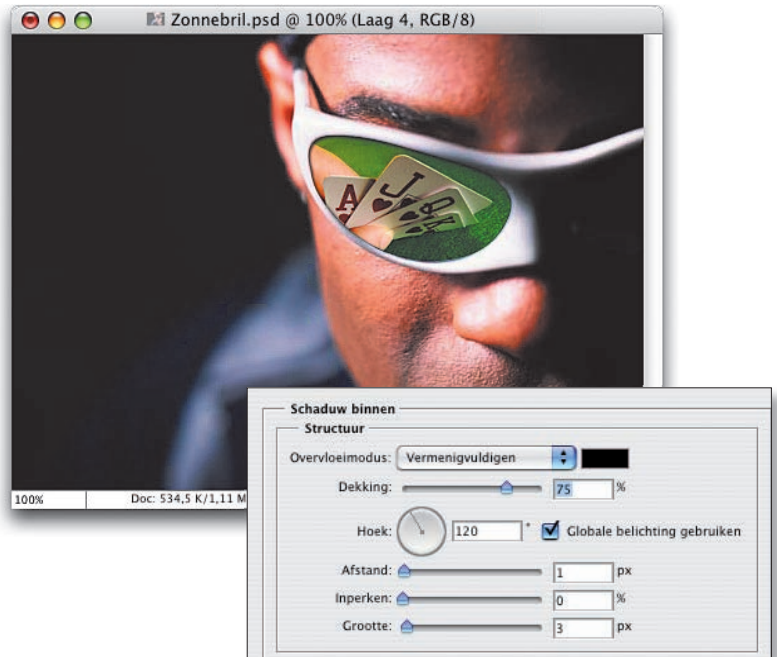 Zonnebril.psd @ 100% (Laag 4, RGB/8)
A J Q K
100% Doc: 534,5 K/1,11 M
Schaduw binnen
Structuur
Overvloeimodus: Vermenigvuldigen
Dekking: 75 %
Hoek: 120 ° Globale belichting gebruiken
Afstand: 1 px
Inperken: 0 %
Grootte: 3 px